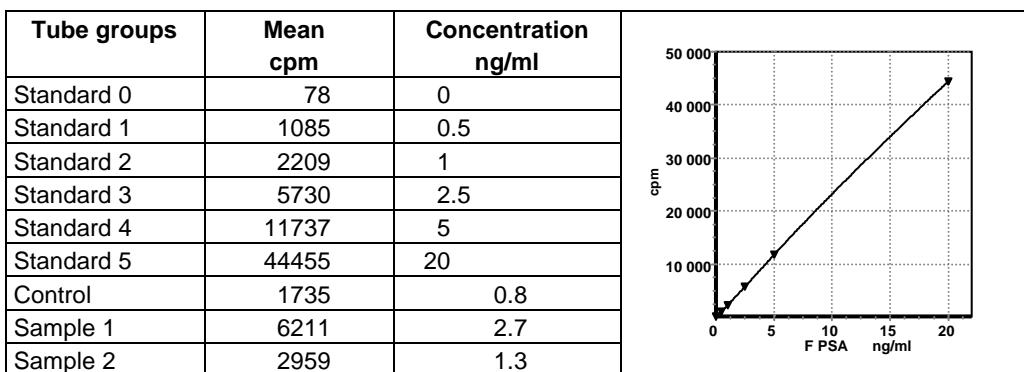 Tube groups Mean cpm Concentration ng/ml
Standard 0 78 0
Standard 1 1085 0.5
Standard 2 2209 1
Standard 3 5730 2.5
Standard 4 11737 5
Standard 5 44455 20
Control 1735 0.8
Sample 1 6211 2.7
Sample 2 2959 1.3
50 000
40 000
30 000
20 000
10 000
cpm
0 5 10 15 20
F PSA ng/ml